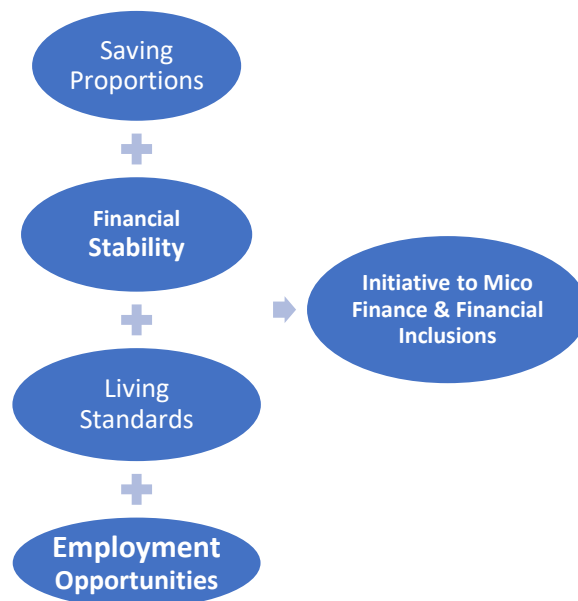 Saving
Proportions
Financial
Stability
Initiative to Mico
Finance & Financial
Inclusions
Living
Standards
Employment
Opportunities